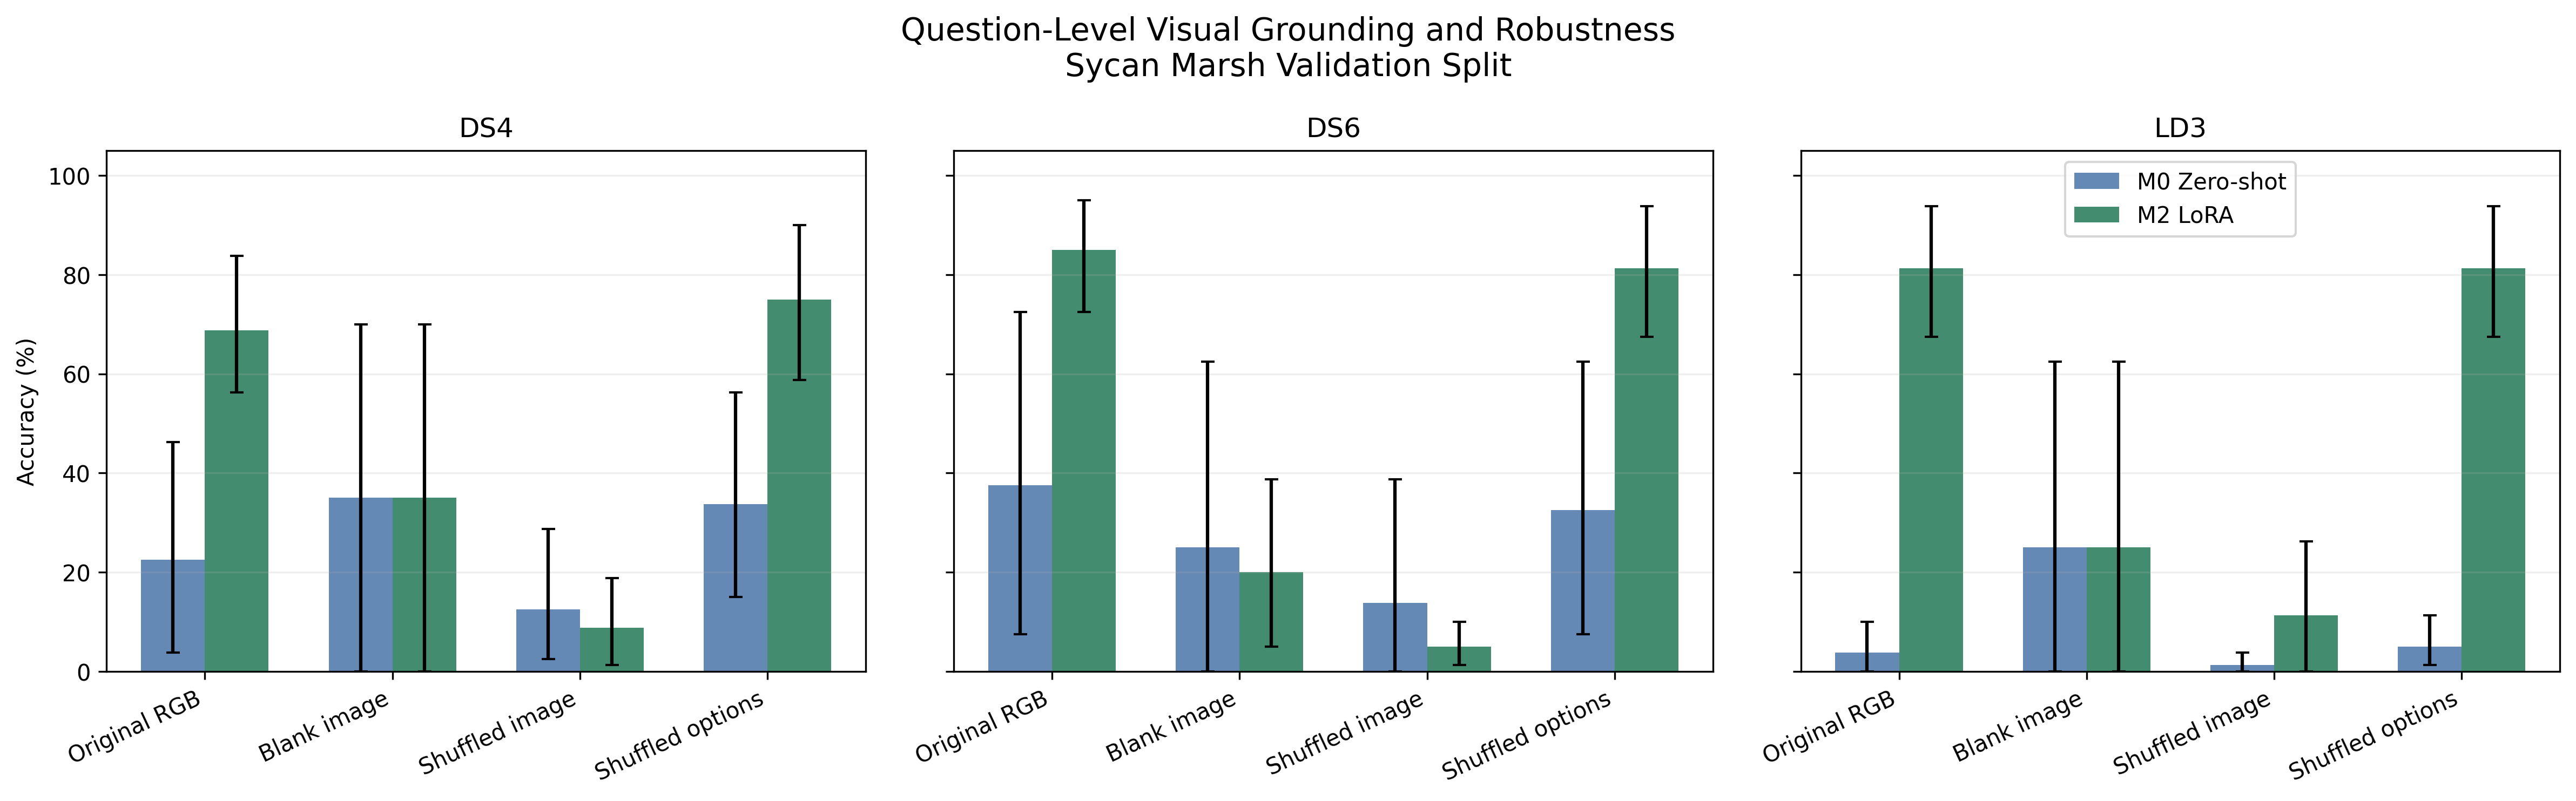 Question-Level Visual Grounding and Robustness
Sycan Marsh Validation Split
DS4
DS6
LD3
Accuracy (%)
100
80
60
40
20
0
M0 Zero-shot
M2 LoRA
Original RGB
Blank image
Shuffled image
Shuffled options
Original RGB
Blank image
Shuffled image
Shuffled options
Original RGB
Blank image
Shuffled image
Shuffled options